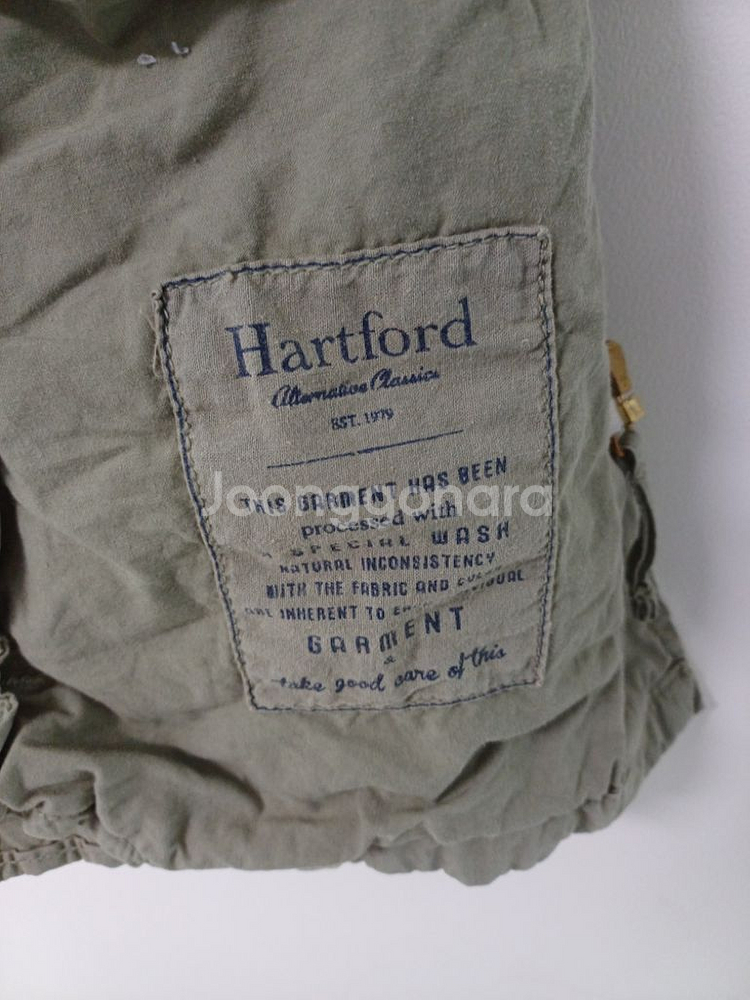 Hartford
Alternative Classics
EST. 1979
THIS GARMENT HAS BEEN
Joonggonara
processed with
A SPECIAL WASH
NATURAL INCONSISTENCY
WITH THE FABRIC AND
ARE INHERENT TO
GARMENT
&
take good care of this